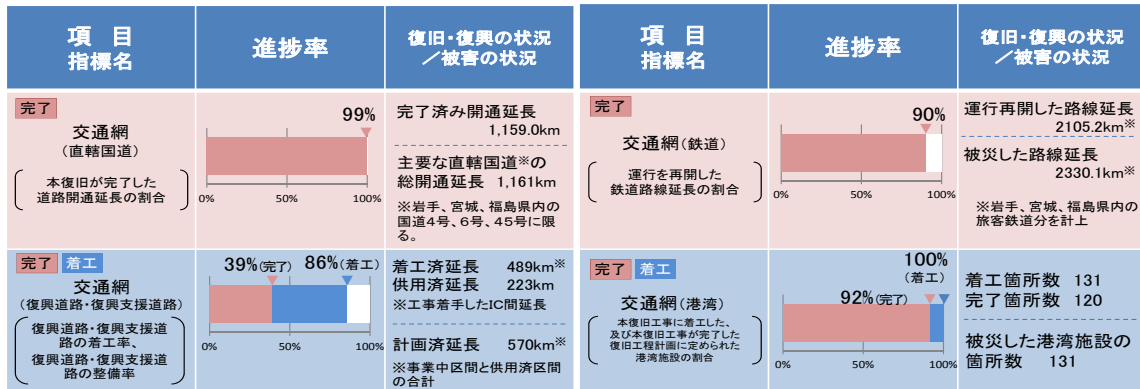 項 目
指標名
進捗率
復旧・復興の状況
／被害の状況
完了
交通網
（直轄国道）
本復旧が完了した
道路開通延長の割合
99%
0%
50%
100%
完了済み開通延長
1,159.0km
主要な直轄国道※の
総開通延長 1,161km
※岩手、宮城、福島県内の
国道4号、6号、45号に限
る。
完了 着工
交通網
（復興道路・復興支援道路）
復興道路・復興支援道
路の着工率、
復興道路・復興支援道
路の整備率
39%(完了) 86%(着工)
0%
50%
100%
着工済延長 489km※
供用済延長 223km
※工事着手したIC間延長
計画済延長 570km※
※事業中区間と供用済区間
の合計
項 目
指標名
進捗率
復旧・復興の状況
／被害の状況
完了
交通網（鉄道）
運行を再開した
鉄道路線延長の割合
90%
0%
50%
100%
運行再開した路線延長
2105.2km※
被災した路線延長
2330.1km※
※岩手、宮城、福島県内の
旅客鉄道分を計上
完了 着工
交通網（港湾）
本復旧工事に着工した、
及び本復旧工事が完了した
復旧工程計画に定められた
港湾施設の割合
100%
(着工)
92%(完了)
0%
50%
100%
着工箇所数 131
完了箇所数 120
被災した港湾施設の
箇所数 131